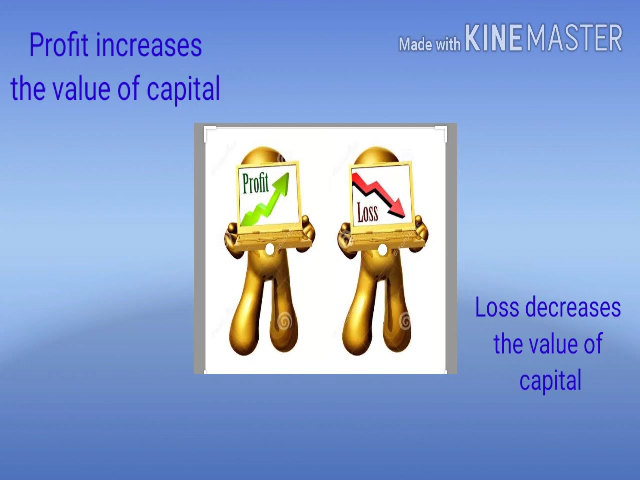 Profit increases
the value of capital
Made with KINEMASTER
Profit
Loss
Loss decreases
the value of
capital